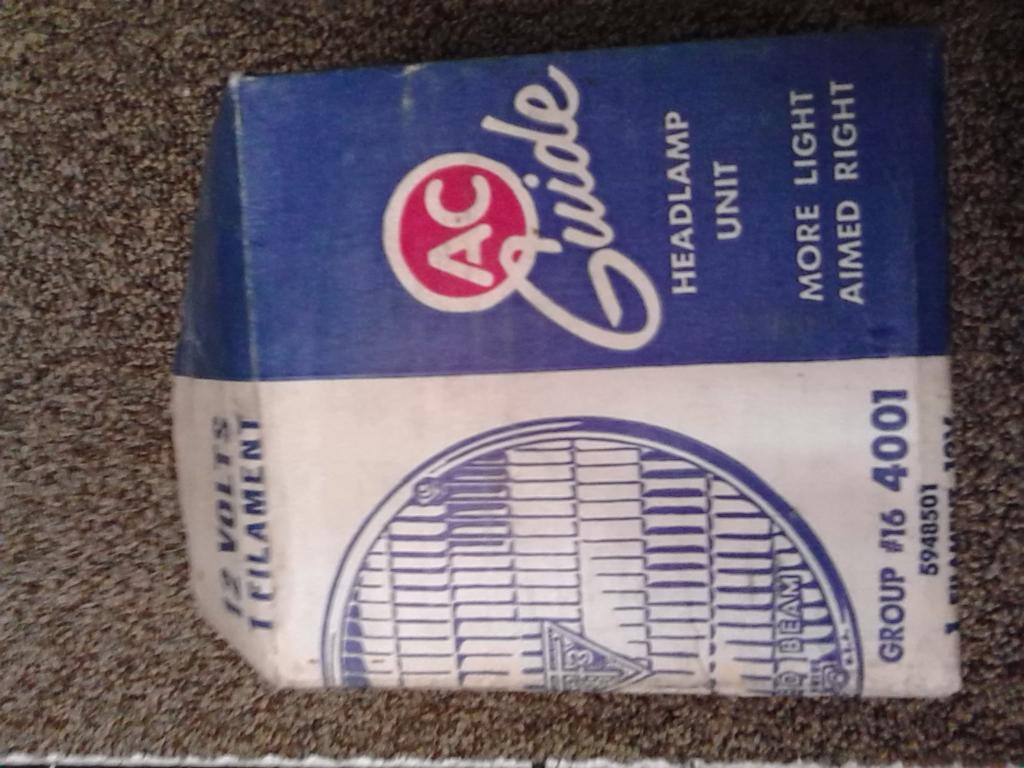 AC
Guide
HEADLAMP
UNIT
MORE LIGHT
AIMED RIGHT
12 VOLTS
1 FILAMENT
BEAM
GROUP #16 4001
5948501